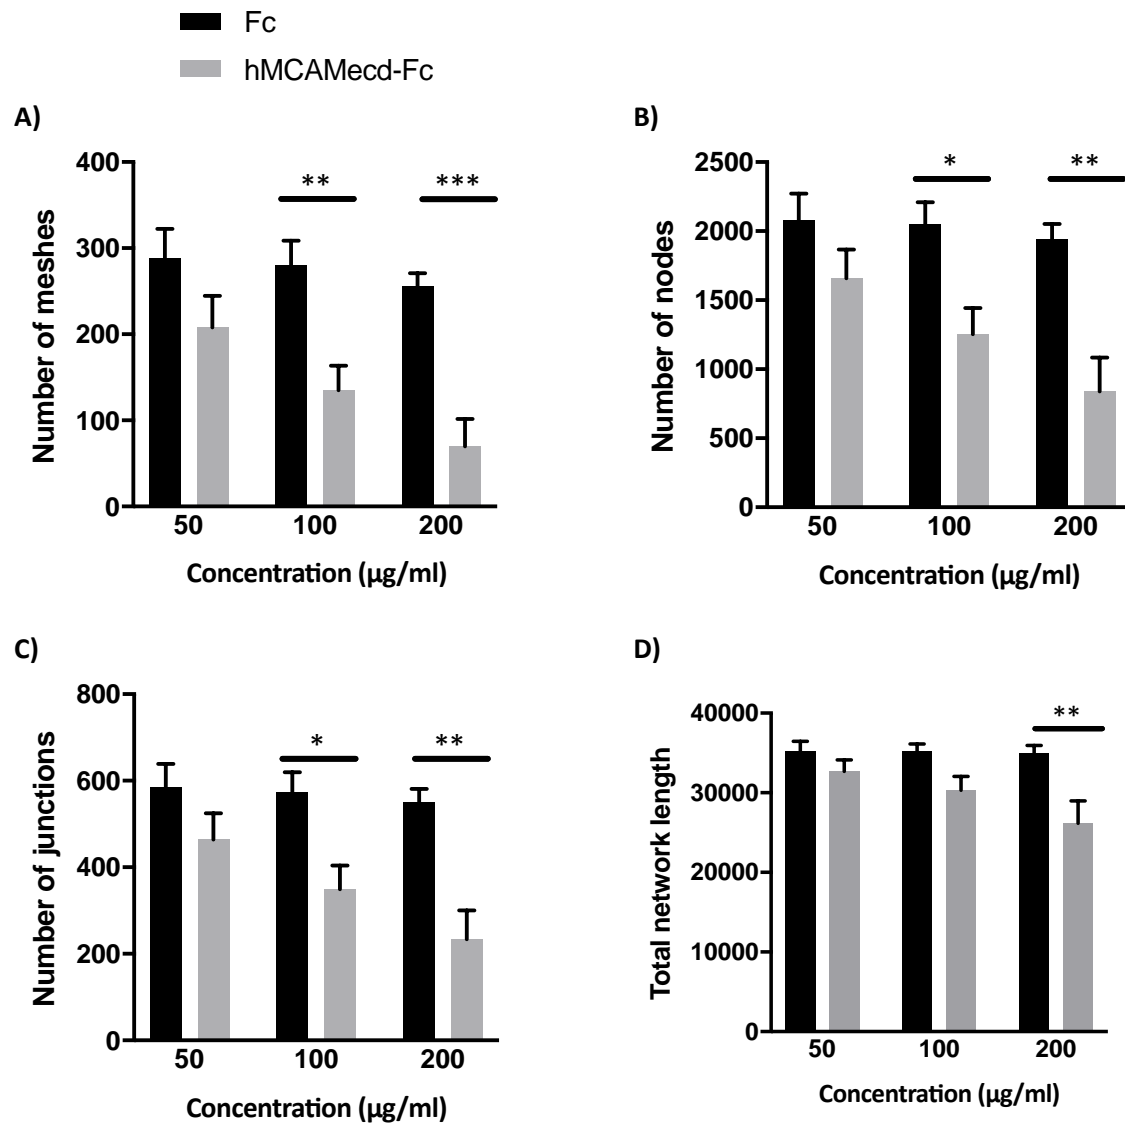 Fc
hMCAMecd-Fc
A)
400
300
200
100
0
Number of meshes
**
***
50 100 200
Concentration (µg/ml)
B)
2500
2000
1500
1000
500
0
Number of nodes
*
**
50 100 200
Concentration (µg/ml)
C)
800
600
400
200
0
Number of junctions
*
**
50 100 200
Concentration (µg/ml)
D)
40000
30000
20000
10000
0
Total network length
**
50 100 200
Concentration (µg/ml)